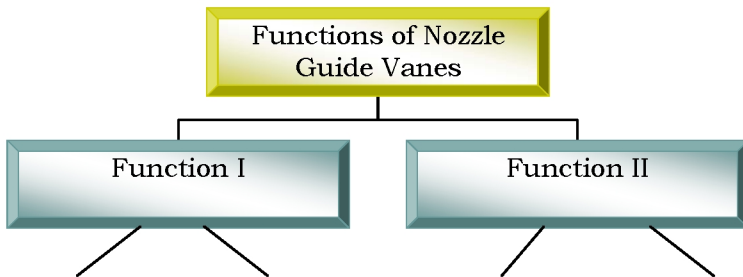 Functions of Nozzle
Guide Vanes
Function I
Function II